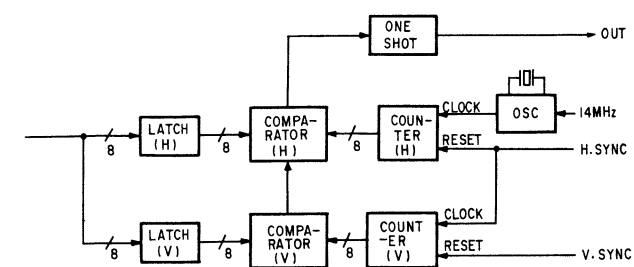 ONE
SHOT
OUT
CLOCK
OSC
14MHz
LATCH
(H)
8
8
COMPA-
RATOR
(H)
8
COUN-
TER
(H)
RESET
H.SYNC
CLOCK
LATCH
(V)
8
8
COMPA-
RATOR
(V)
8
COUNT
-ER
(V)
RESET
V.SYNC